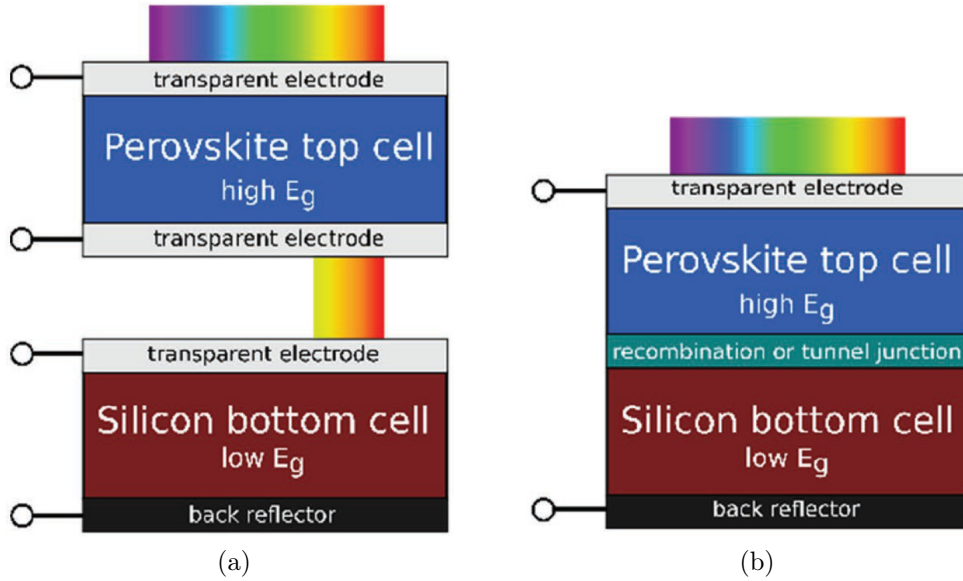 transparent electrode
Perovskite top cell
high Eg
transparent electrode
transparent electrode
Silicon bottom cell
low Eg
back reflector
(a)
transparent electrode
Perovskite top cell
high Eg
recombination or tunnel junction
Silicon bottom cell
low Eg
back reflector
(b)